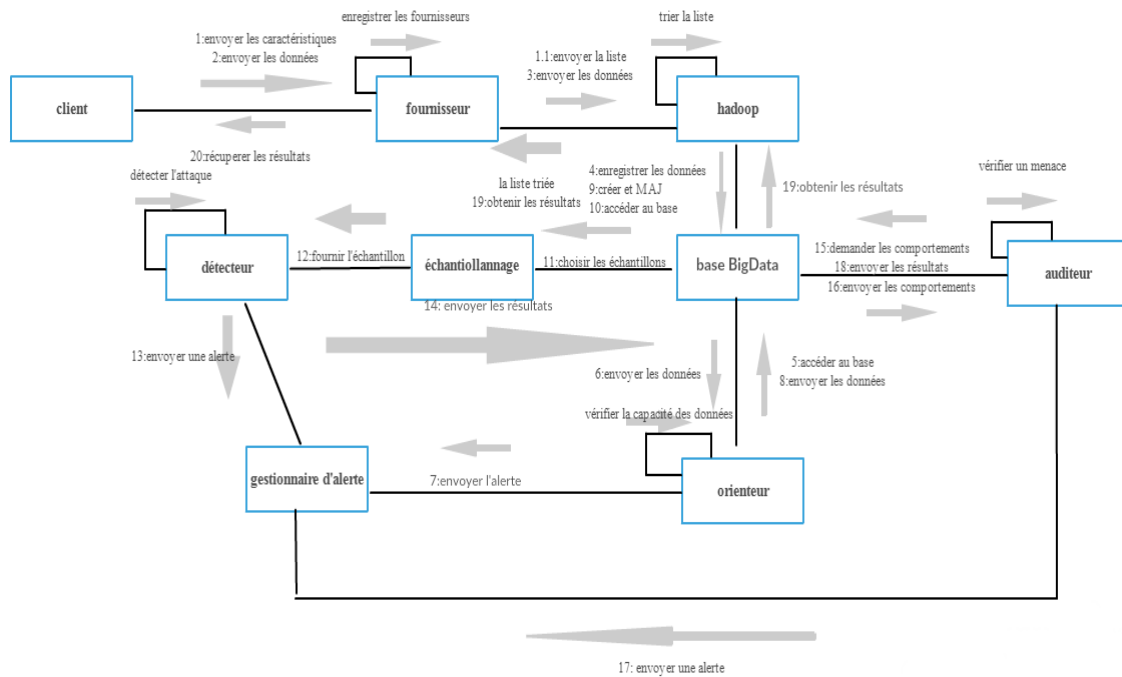 enregistrer les fournisseurs
trier la liste
1:envoyer les caractéristiques
2:envoyer les données
1.1:envoyer la liste
3:envoyer les données
client
fournisseur
hadoop
20:récuperer les résultats
détecter l'attaque
la liste triée
19:obtenir les résultats
4:enregistrer les données
9:créer et MAJ
10:accéder au base
19:obtenir les résultats
vérifier un menace
détecteur
12:fournir l'échantillon
échantiollannage
11:choisir les échantillons
base BigData
15:demander les comportements
18:envoyer les résultats
16:envoyer les comportements
auditeur
14: envoyer les résultats
13:envoyer une alerte
6:envoyer les données
5:accéder au base
8:envoyer les données
vérifier la capacité des données
gestionnaire d'alerte
7:envoyer l'alerte
orienteur
17: envoyer une alerte